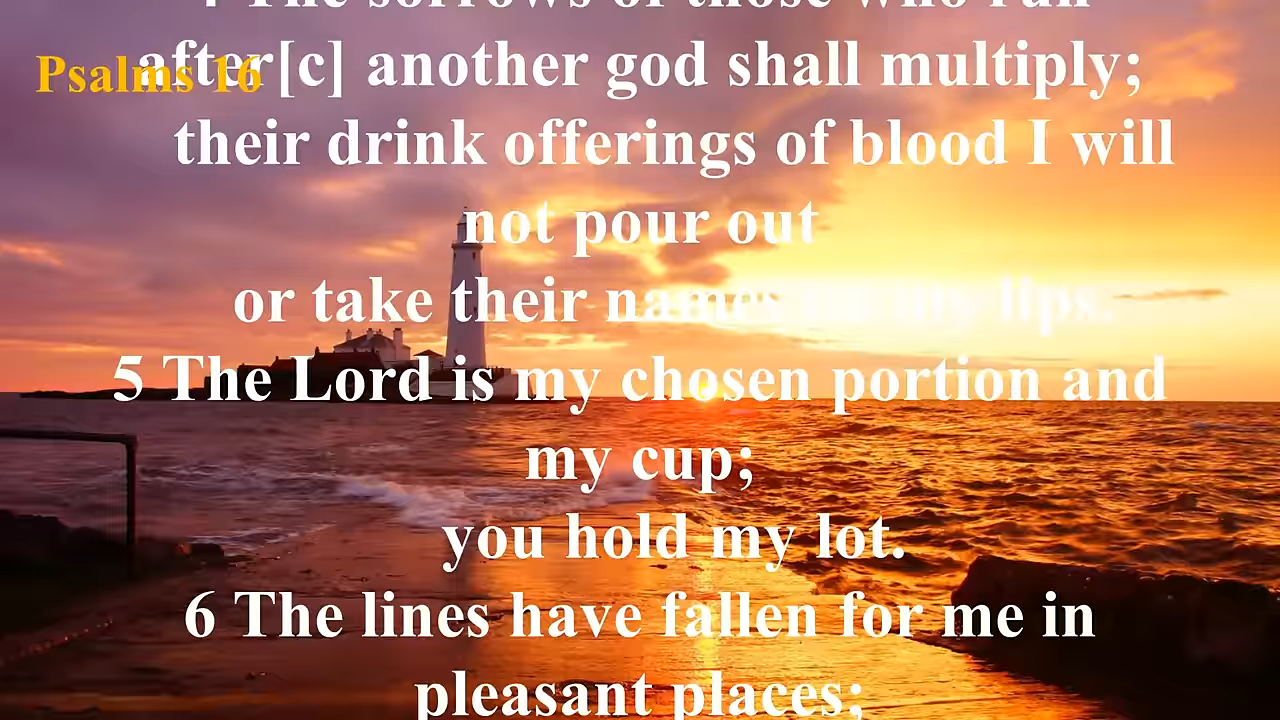 4 The sorrows of those who run
Psalms 16
after[c] another god shall multiply;
their drink offerings of blood I will
not pour out
or take their names on my lips.
5 The Lord is my chosen portion and
my cup;
you hold my lot.
6 The lines have fallen for me in
pleasant places;